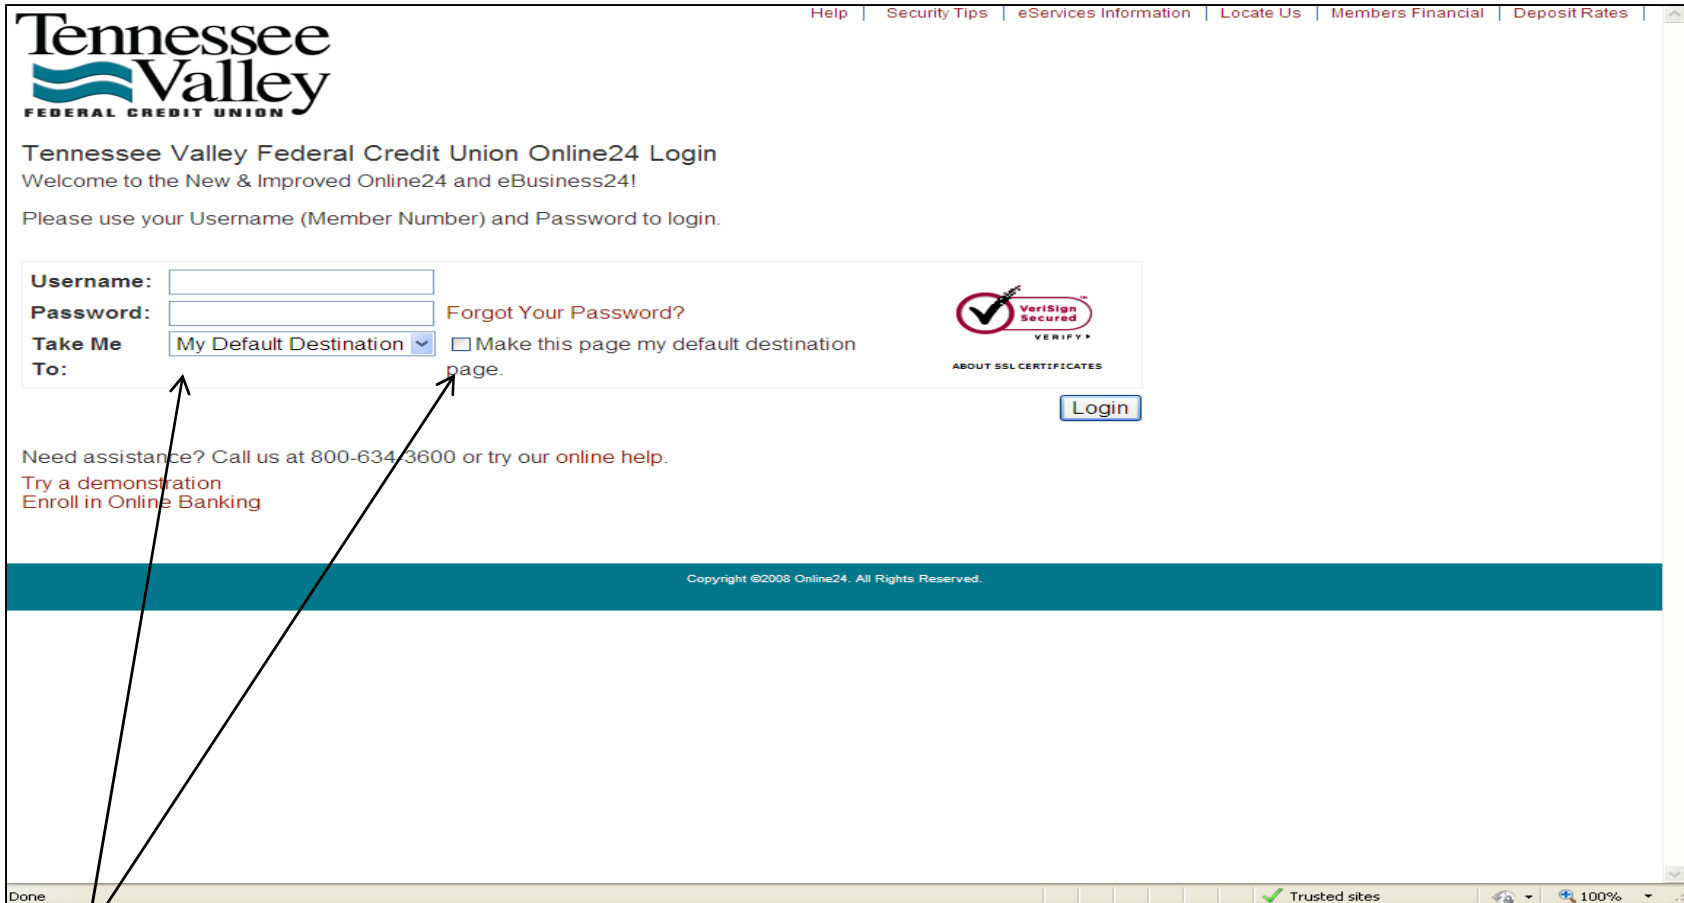 Help | Security Tips | eServices Information | Locate Us | Members Financial | Deposit Rates |
Tennessee
Valley
FEDERAL CREDIT UNION
Tennessee Valley Federal Credit Union Online24 Login
Welcome to the New & Improved Online24 and eBusiness24!
Please use your Username (Member Number) and Password to login.
Username:
Password: Forgot Your Password?
Take Me To: My Default Destination Make this page my default destination page.
VeriSign
Secured
™
VERIFY
ABOUT SSL CERTIFICATES
Login
Need assistance? Call us at 800-634-3600 or try our online help.
Try a demonstration
Enroll in Online Banking
Copyright ©2008 Online24. All Rights Reserved.
Done Trusted sites 100%